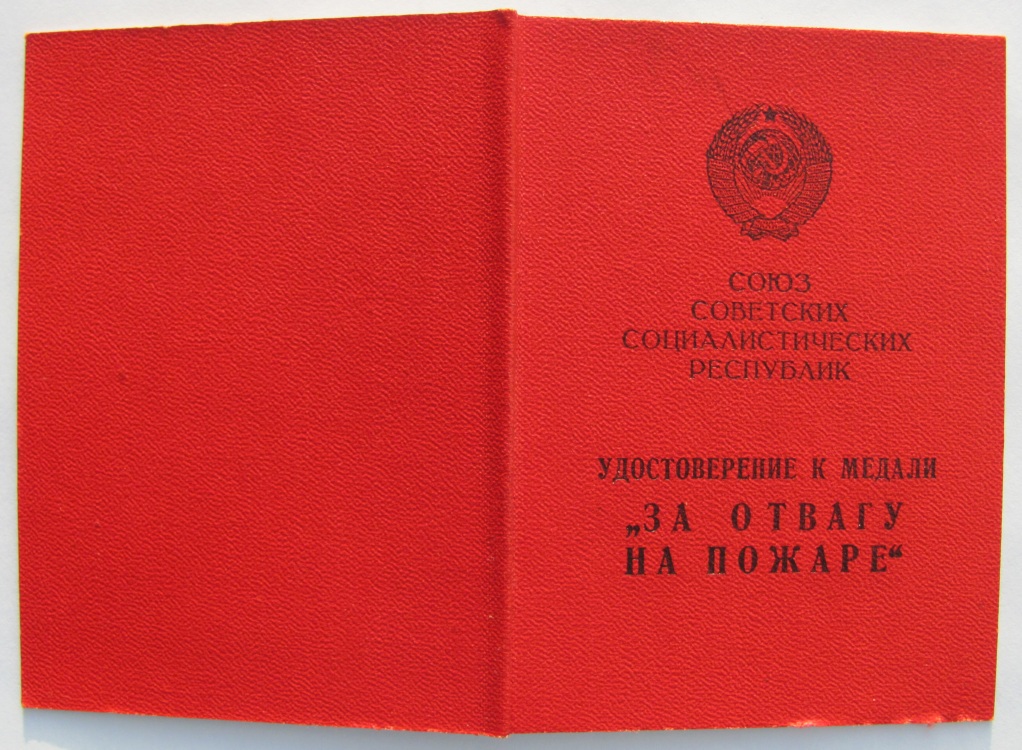 СОЮЗ
СОВЕТСКИХ
СОЦИАЛИСТИЧЕСКИХ
РЕСПУБЛИК
УДОСТОВЕРЕНИЕ К МЕДАЛИ
„ЗА ОТВАГУ
НА ПОЖАРЕ“